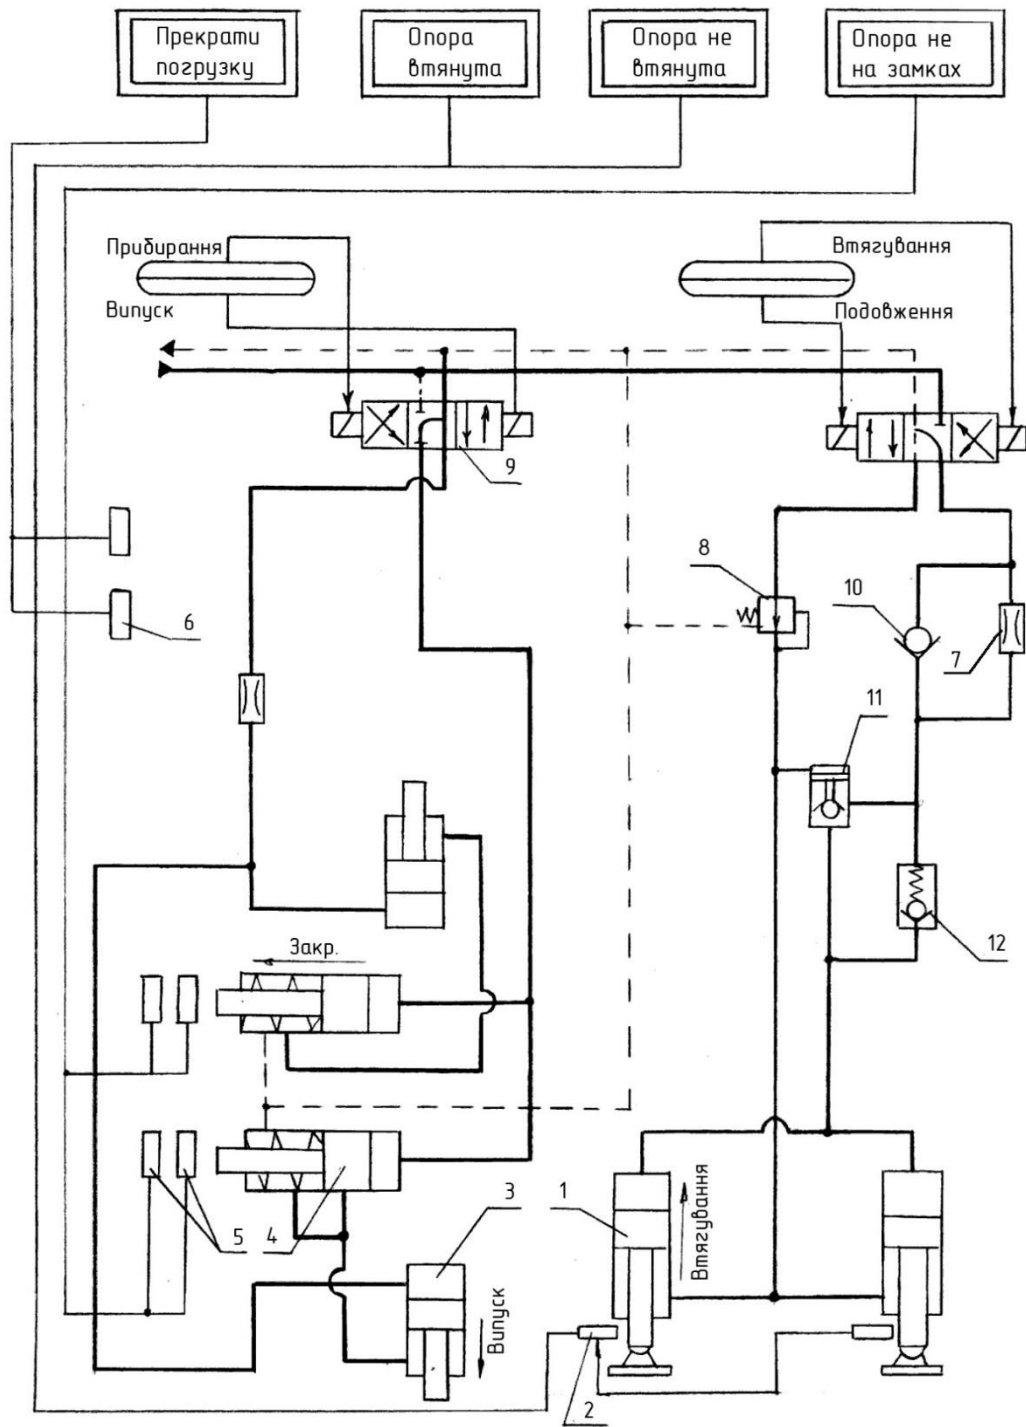 Прекрати
погрузку
Опора
втянута
Опора не
втянута
Опора не
на замках
Прибирання
Випуск
Втягування
Подовження
9
8
10
7
6
11
12
Закр.
5
4
3
1
Втягування
Випуск
2